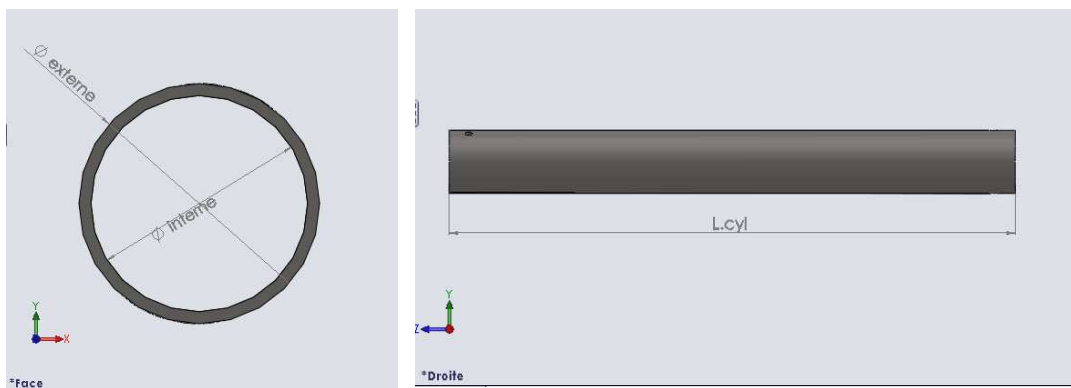 Ø externe
Ø interne
Y
X
*Face
L.cyl
Y
Z
*Droite